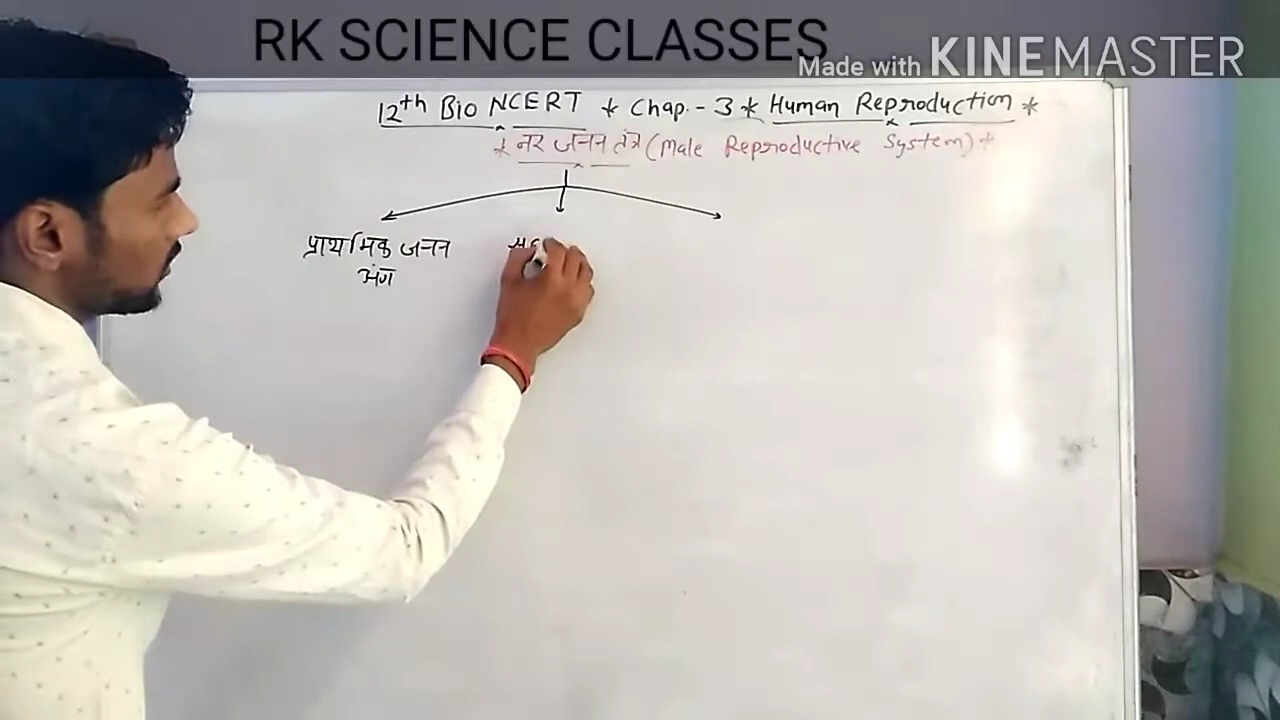 RK SCIENCE CLASSES
Made with KINEMASTER
12th Bio NCERT * Chap. - 3 * Human Reproduction *
* नर जनन तंत्र (Male Reproductive System) *
प्राथमिक जनन
अंग